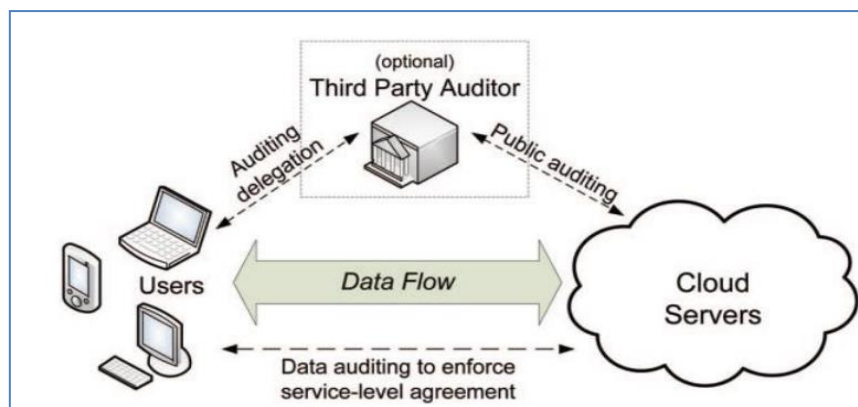 (optional)
Third Party Auditor
Auditing
delegation
Public auditing
Users
Data Flow
Cloud
Servers
Data auditing to enforce
service-level agreement